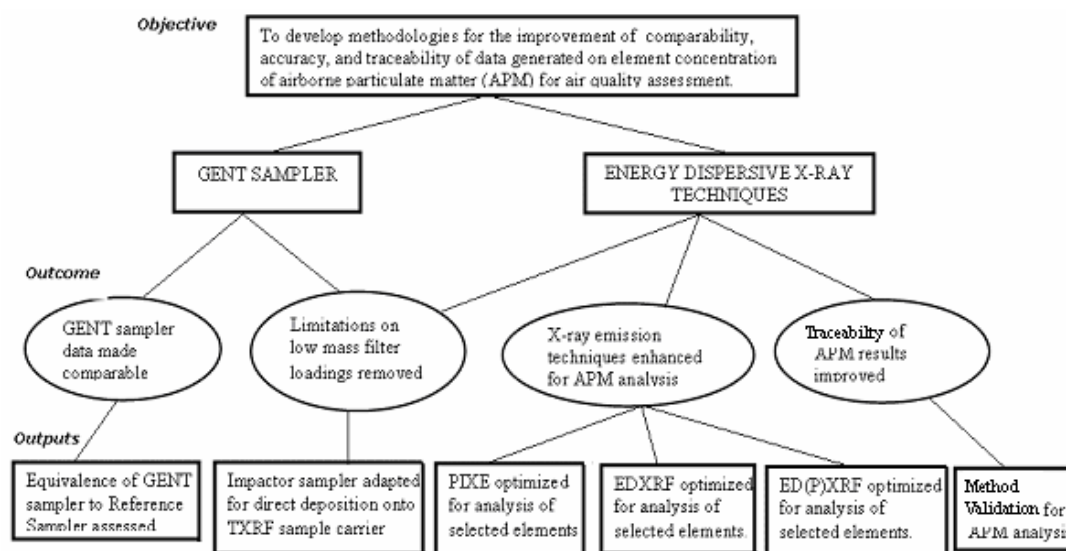 Objective
To develop methodologies for the improvement of comparability,
accuracy, and traceability of data generated on element concentration
of airborne particulate matter (APM) for air quality assessment.
GENT SAMPLER
ENERGY DISPERSIVE X-RAY
TECHNIQUES
Outcome
GENT sampler
data made
comparable
Limitations on
low mass filter
loadings removed
X-ray emission
techniques enhanced
for APM analysis
Traceabilty of
APM results
improved
Outputs
Equivalence of GENT
sampler to Reference
Sampler assessed
Impactor sampler adapted
for direct deposition onto
TXRF sample carrier
PIXE optimized
for analysis of
selected elements
EDXRF optimized
for analysis of
selected elements.
ED(P)XRF optimized
for analysis of
selected elements.
Method
Validation for
APM analysis